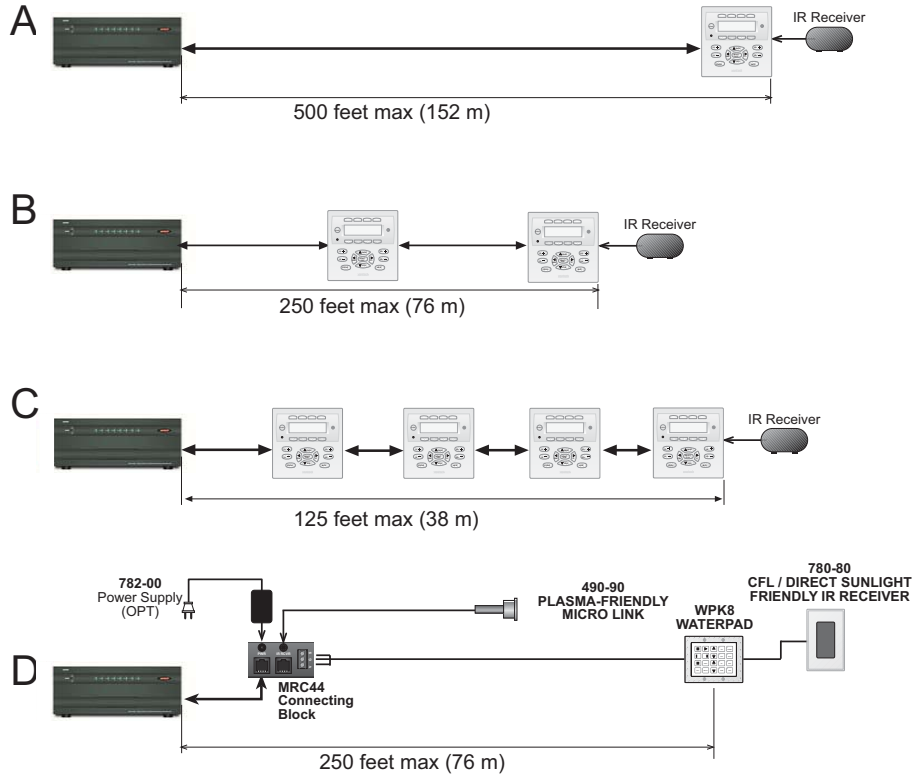 A
IR Receiver
500 feet max (152 m)
B
IR Receiver
250 feet max (76 m)
C
IR Receiver
125 feet max (38 m)
D
782-00
Power Supply
(OPT)
490-90
PLASMA-FRIENDLY
MICRO LINK
WPK8
WATERPAD
780-80
CFL / DIRECT SUNLIGHT
FRIENDLY IR RECEIVER
MRC44
Connecting
Block
250 feet max (76 m)